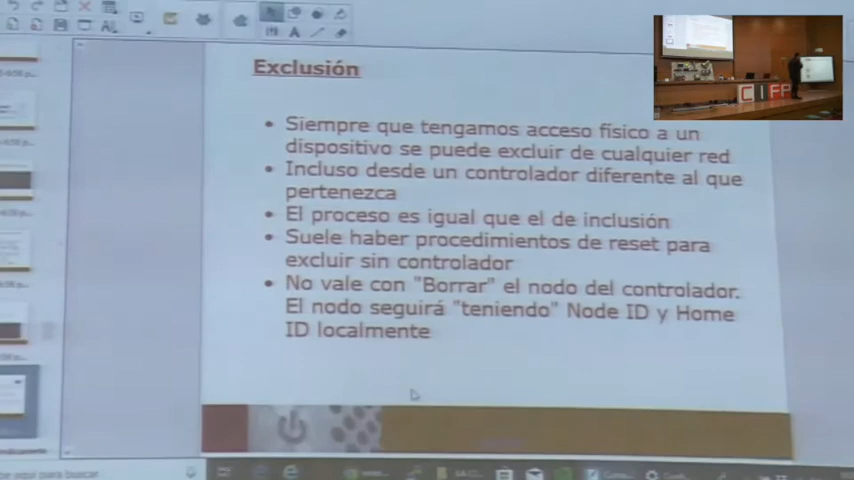 Exclusión
• Siempre que tengamos acceso físico a un
dispositivo se puede excluir de cualquier red
• Incluso desde un controlador diferente al que
pertenezca
• El proceso es igual que el de inclusión
• Suele haber procedimientos de reset para
excluir sin controlador
• No vale con "Borrar" el nodo del controlador.
El nodo seguirá "teniendo" Node ID y Home
ID localmente
CIFP